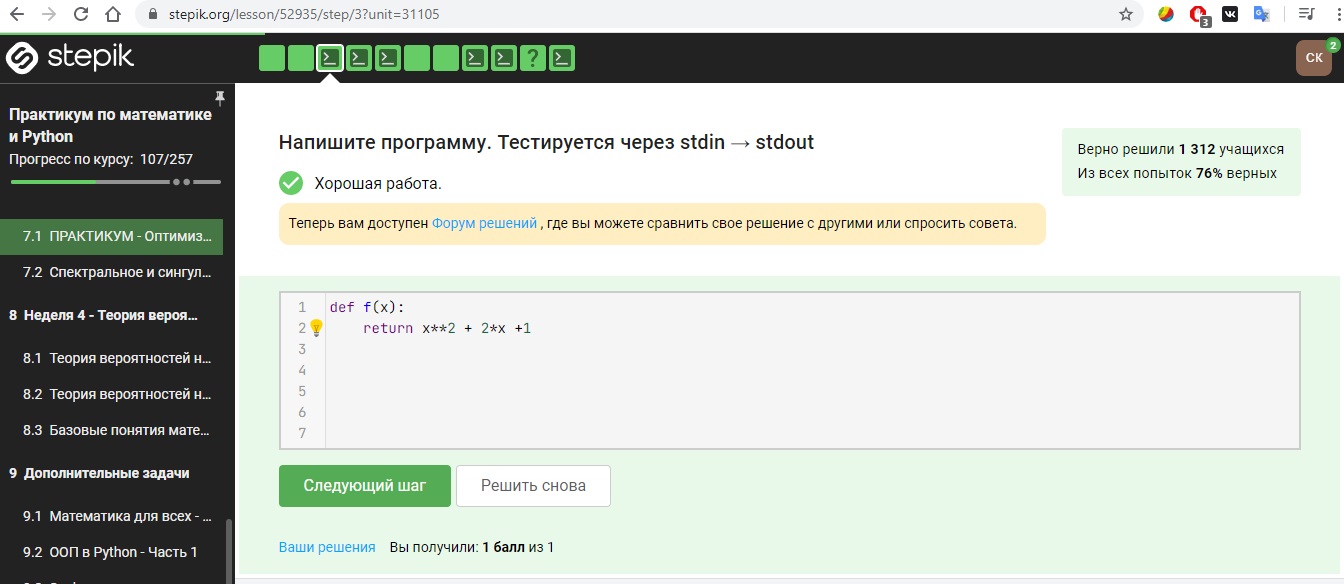 stepik.org/lesson/52935/step/3?unit=31105
3
stepik
?
СК
2
Практикум по математике
и Python
Прогресс по курсу: 107/257
7.1 ПРАКТИКУМ - Оптимиз...
7.2 Спектральное и сингул...
8 Неделя 4 - Теория вероя...
8.1 Теория вероятностей н...
8.2 Теория вероятностей н...
8.3 Базовые понятия мате...
9 Дополнительные задачи
9.1 Математика для всех - ...
9.2 ООП в Python - Часть 1
Напишите программу. Тестируется через stdin → stdout
Хорошая работа.
Теперь вам доступен Форум решений , где вы можете сравнить свое решение с другими или спросить совета.
Верно решили 1 312 учащихся
Из всех попыток 76% верных
1 def f(x):
2 return x**2 + 2*x +1
3
4
5
6
7
Следующий шаг
Решить снова
Ваши решения Вы получили: 1 балл из 1